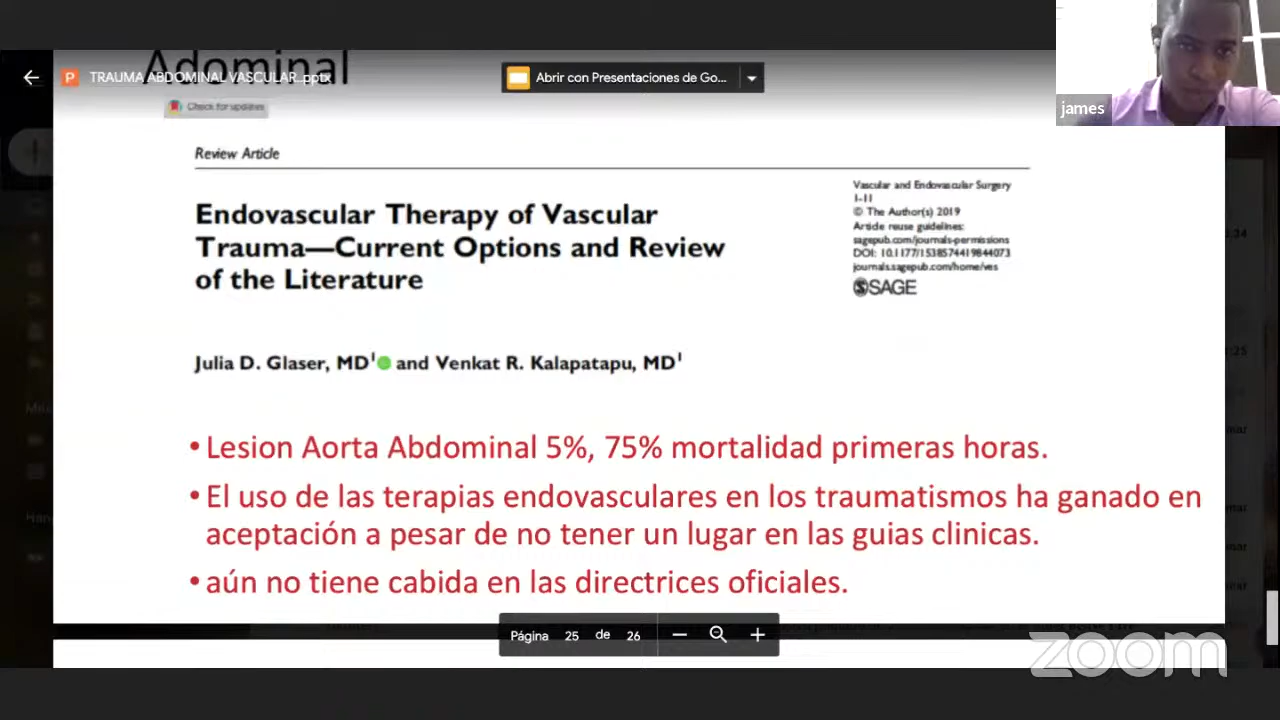 Adominal
TRAUMA ABDOMINAL VASCULAR..pptx
Abrir con Presentaciones de Go...
james
Check for updates
Review Article
Vascular and Endovascular Surgery
1-11
© The Author(s) 2019
Article reuse guidelines:
sagepub.com/journals-permissions
DOI: 10.1177/1538574419844073
journals.sagepub.com/home/ves
SAGE
Endovascular Therapy of Vascular
Trauma—Current Options and Review
of the Literature
Julia D. Glaser, MD¹ and Venkat R. Kalapatapu, MD¹
• Lesion Aorta Abdominal 5%, 75% mortalidad primeras horas.
• El uso de las terapias endovasculares en los traumatismos ha ganado en
aceptación a pesar de no tener un lugar en las guias clinicas.
• aún no tiene cabida en las directrices oficiales.
Página 25 de 26
zoom